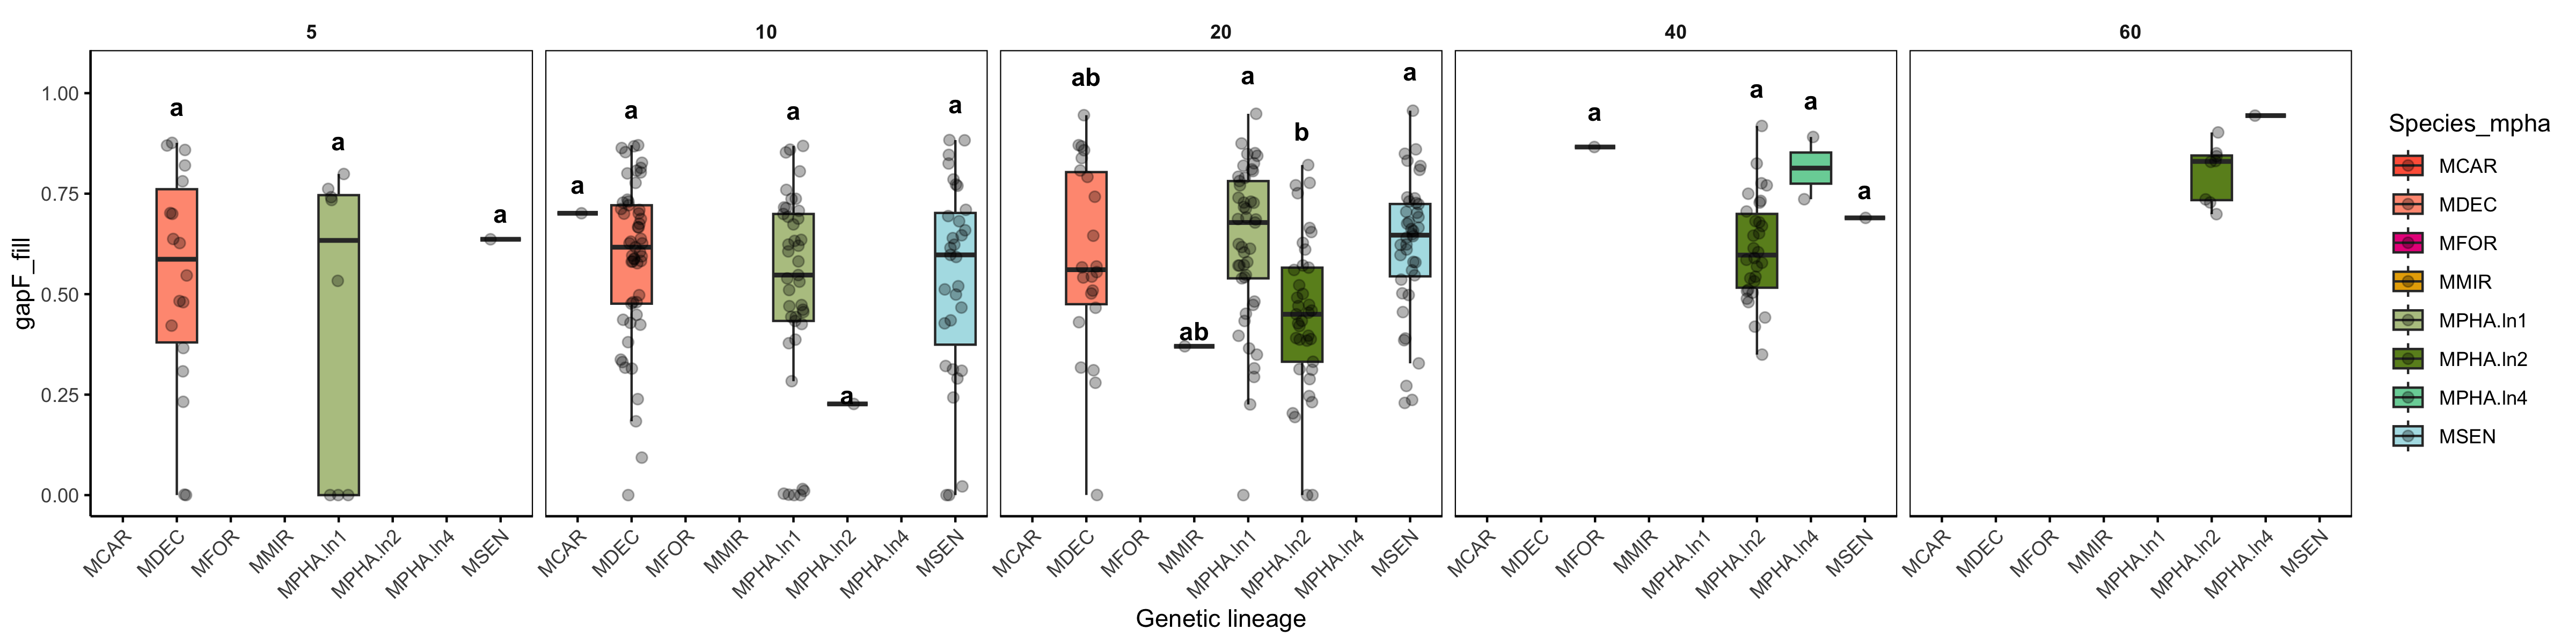 5 10 20 40 60
gapF_fill
1.00
0.75
0.50
0.25
0.00
a a a
a a a a a
ab ab a b a
a a a a
MCAR MDEC MFOR MMIR MPHA.ln1 MPHA.ln2 MPHA.ln4 MSEN
MCAR MDEC MFOR MMIR MPHA.ln1 MPHA.ln2 MPHA.ln4 MSEN
MCAR MDEC MFOR MMIR MPHA.ln1 MPHA.ln2 MPHA.ln4 MSEN
MCAR MDEC MFOR MMIR MPHA.ln1 MPHA.ln2 MPHA.ln4 MSEN
MCAR MDEC MFOR MMIR MPHA.ln1 MPHA.ln2 MPHA.ln4 MSEN
Genetic lineage
Species_mpha
MCAR
MDEC
MFOR
MMIR
MPHA.ln1
MPHA.ln2
MPHA.ln4
MSEN